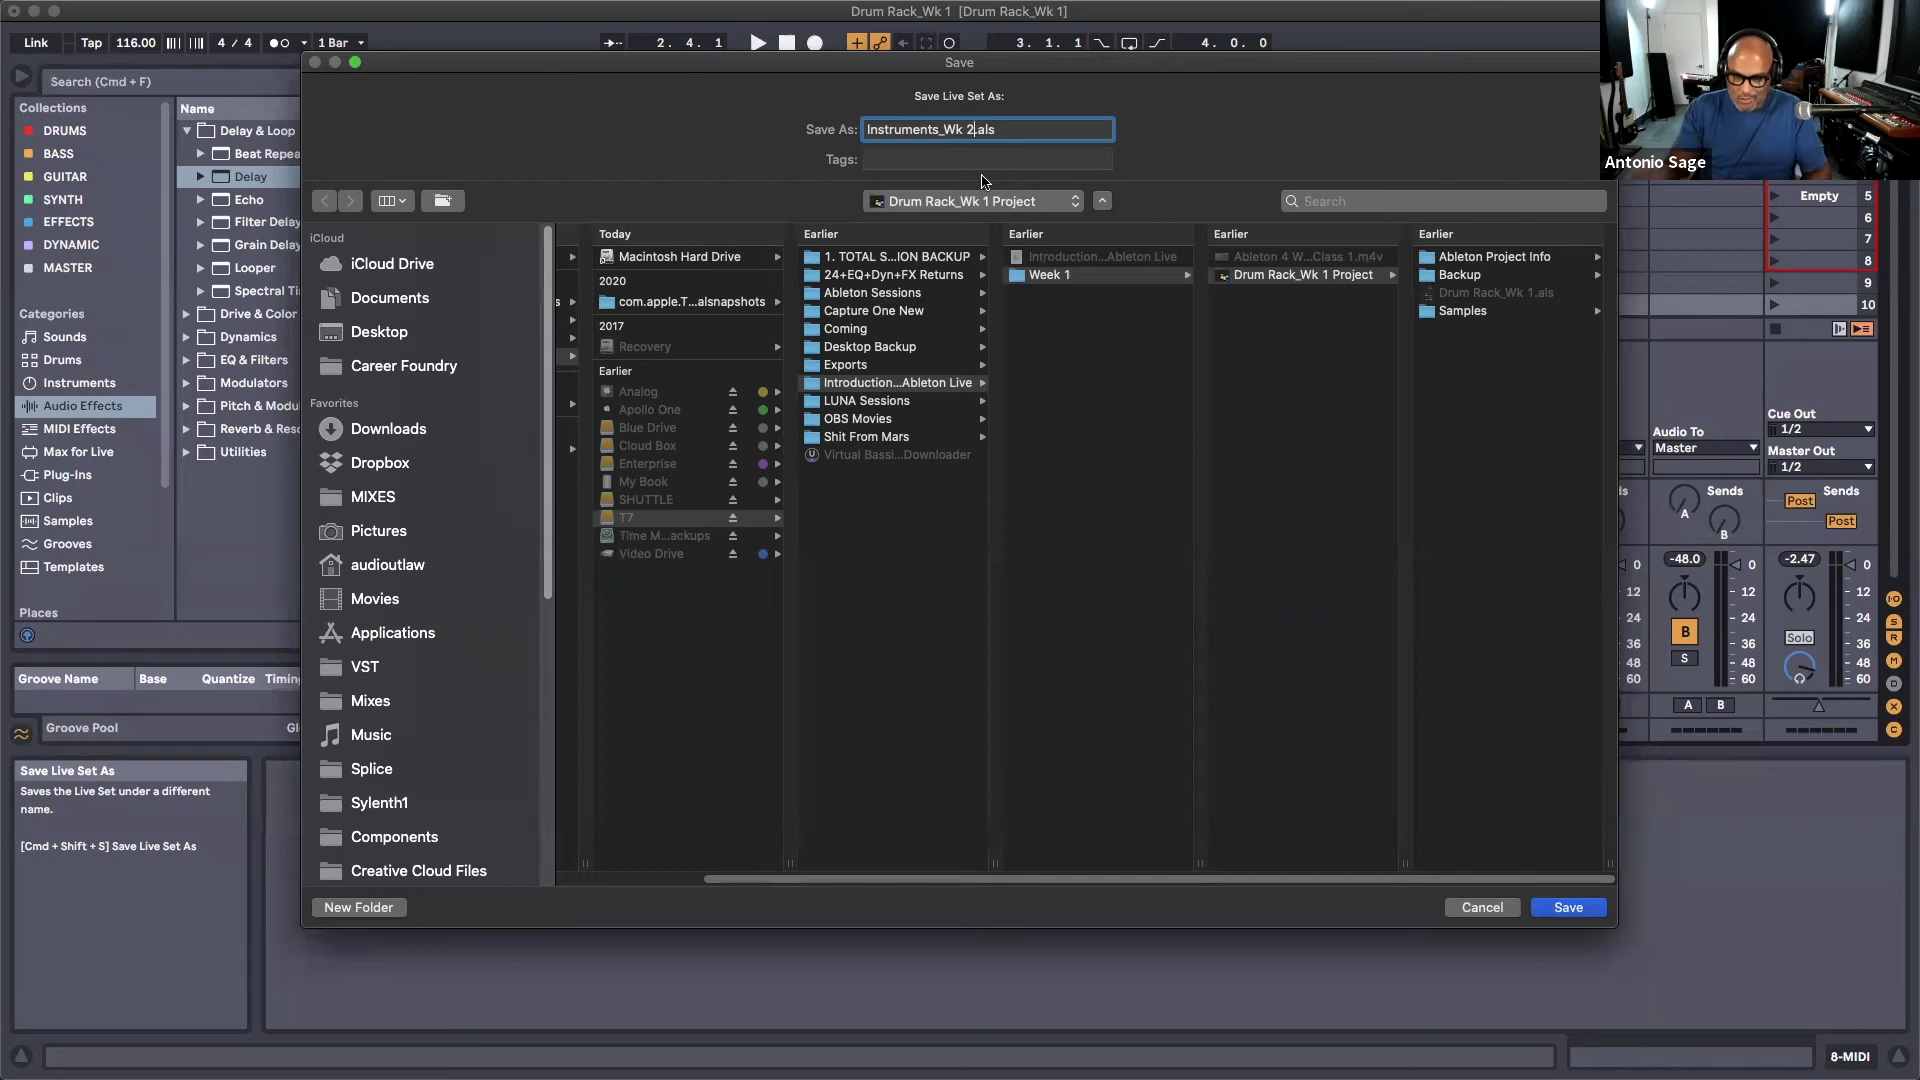 Drum Rack_Wk 1 [Drum Rack_Wk 1]
Link Tap 116.00 4 / 4 1 Bar 2. 4. 1 3. 1. 1 4. 0. 0
Search (Cmd + F)
Collections
DRUMS
BASS
GUITAR
SYNTH
EFFECTS
DYNAMIC
MASTER
Categories
Sounds
Drums
Instruments
Audio Effects
MIDI Effects
Max for Live
Plug-Ins
Clips
Samples
Grooves
Templates
Places
Name
Delay & Loop
Beat Repea
Delay
Echo
Filter Delay
Grain Delay
Looper
Spectral Ti
Drive & Color
Dynamics
EQ & Filters
Modulators
Pitch & Modu
Reverb & Reso
Utilities
Groove Name Base Quantize Timing
Groove Pool
Save Live Set As
Saves the Live Set under a different
name.
[Cmd + Shift + S] Save Live Set As
Save
Save Live Set As:
Save As: Instruments_Wk 2.als
Tags:
Drum Rack_Wk 1 Project
Search
iCloud
iCloud Drive
Documents
Desktop
Career Foundry
Favorites
Downloads
Dropbox
MIXES
Pictures
audioutlaw
Movies
Applications
VST
Mixes
Music
Splice
Sylenth1
Components
Creative Cloud Files
Today
Macintosh Hard Drive
2020
com.apple.T...alsnapshots
2017
Recovery
Earlier
Analog
Apollo One
Blue Drive
Cloud Box
Enterprise
My Book
SHUTTLE
T7
Time M...ackups
Video Drive
Earlier
1. TOTAL S...ION BACKUP
24+EQ+Dyn+FX Returns
Ableton Sessions
Capture One New
Coming
Desktop Backup
Exports
Introduction...Ableton Live
LUNA Sessions
OBS Movies
Shit From Mars
Virtual Bassi...Downloader
Earlier
Introduction...Ableton Live
Week 1
Earlier
Ableton 4 W...Class 1.m4v
Drum Rack_Wk 1 Project
Earlier
Ableton Project Info
Backup
Drum Rack_Wk 1.als
Samples
New Folder
Cancel
Save
Antonio Sage
Empty 5
6
7
8
9
10
Cue Out
1/2
Audio To
Master
Master Out
1/2
Sends
A
B
Sends
Post
Post
-48.0
-2.47
0
12
24
36
48
60
0
12
24
36
48
60
0
12
24
36
48
60
B
S
Solo
A B
I·O
S
R
M
D
X
C
8-MIDI